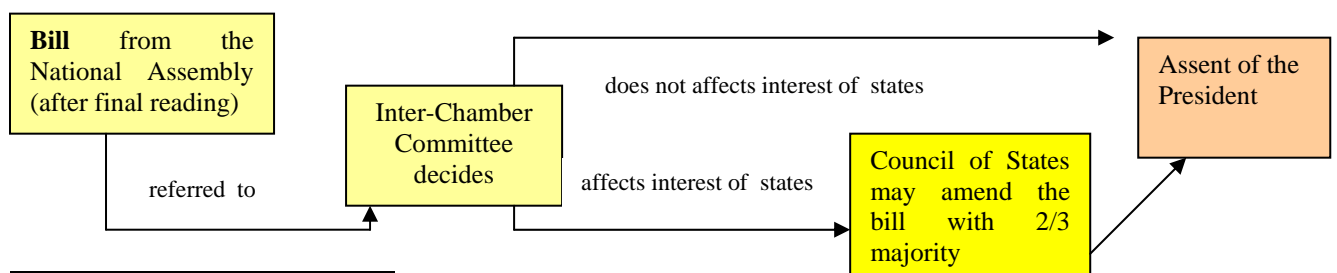 Bill from the
National Assembly
(after final reading)
referred to
Inter-Chamber
Committee
decides
does not affects interest of states
affects interest of states
Council of States
may amend the
bill with 2/3
majority
Assent of the
President